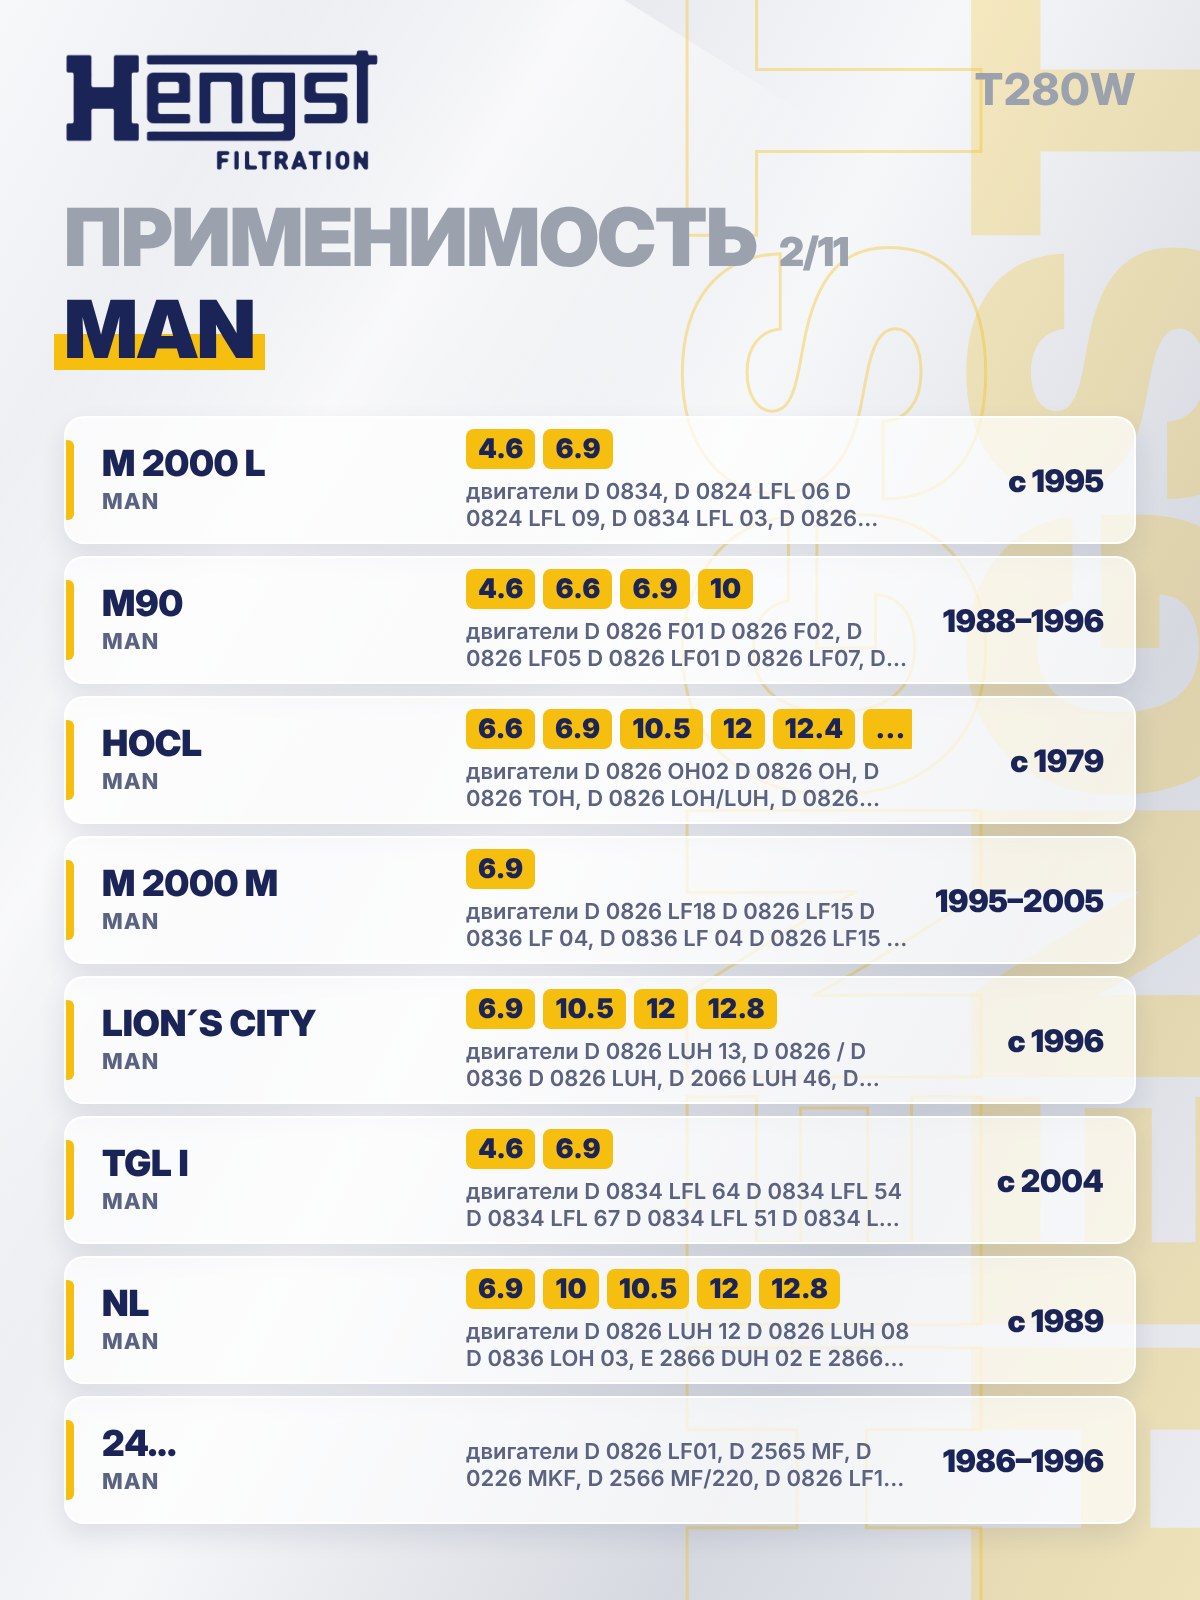 Hengst
FILTRATION
T280W
ПРИМЕНИМОСТЬ 2/11
MAN
M 2000 L
MAN
4.6 6.9
двигатели D 0834, D 0824 LFL 06 D
0824 LFL 09, D 0834 LFL 03, D 0826...
с 1995
M90
MAN
4.6 6.6 6.9 10
двигатели D 0826 F01 D 0826 F02, D
0826 LF05 D 0826 LF01 D 0826 LF07, D...
1988–1996
HOCL
MAN
6.6 6.9 10.5 12 12.4 ...
двигатели D 0826 OH02 D 0826 OH, D
0826 TOH, D 0826 LOH/LUH, D 0826...
с 1979
M 2000 M
MAN
6.9
двигатели D 0826 LF18 D 0826 LF15 D
0836 LF 04, D 0836 LF 04 D 0826 LF15 ...
1995–2005
LION´S CITY
MAN
6.9 10.5 12 12.8
двигатели D 0826 LUH 13, D 0826 / D
0836 D 0826 LUH, D 2066 LUH 46, D...
с 1996
TGL I
MAN
4.6 6.9
двигатели D 0834 LFL 64 D 0834 LFL 54
D 0834 LFL 67 D 0834 LFL 51 D 0834 L...
с 2004
NL
MAN
6.9 10 10.5 12 12.8
двигатели D 0826 LUH 12 D 0826 LUH 08
D 0836 LOH 03, E 2866 DUH 02 E 2866...
с 1989
24...
MAN
двигатели D 0826 LF01, D 2565 MF, D
0226 MKF, D 2566 MF/220, D 0826 LF1...
1986–1996
HENGST
HENGST